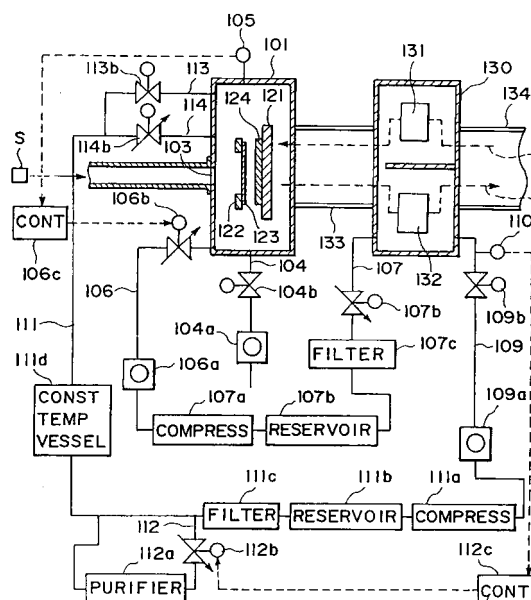 105
101
131
130
113b
113
124
121
134
114
114b
S
103
106b
110
CONT
122
123
133
106c
104
107
104b
109b
106
107b
111
104a
109
111d
106a
FILTER
107c
109a
CONST
TEMP
VESSEL
107a
107b
COMPRESS
RESERVOIR
111c
111b
111a
112
FILTER
RESERVOIR
COMPRESS
112a
112b
112c
PURIFIER
CONT
132